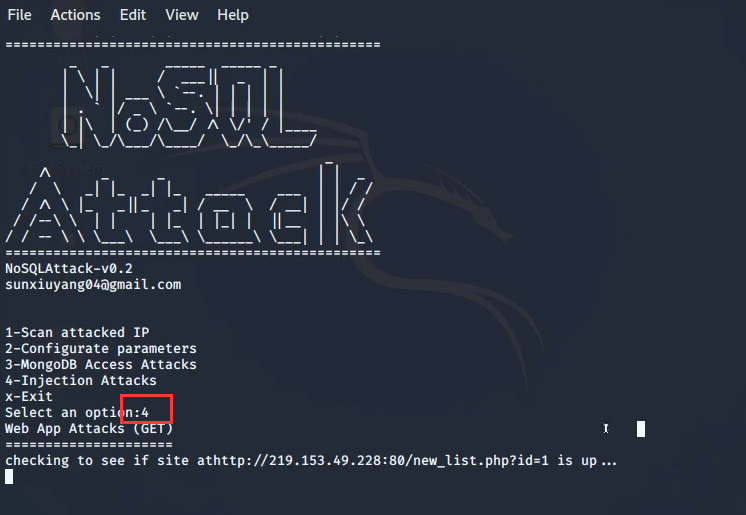 File Actions Edit View Help
NoSQL
Attack
NoSQLAttack-v0.2
sunxiuyang04@gmail.com
1-Scan attacked IP
2-Configurate parameters
3-MongoDB Access Attacks
4-Injection Attacks
x-Exit
Select an option:4
Web App Attacks (GET)
=====================
checking to see if site athttp://219.153.49.228:80/new_list.php?id=1 is up...